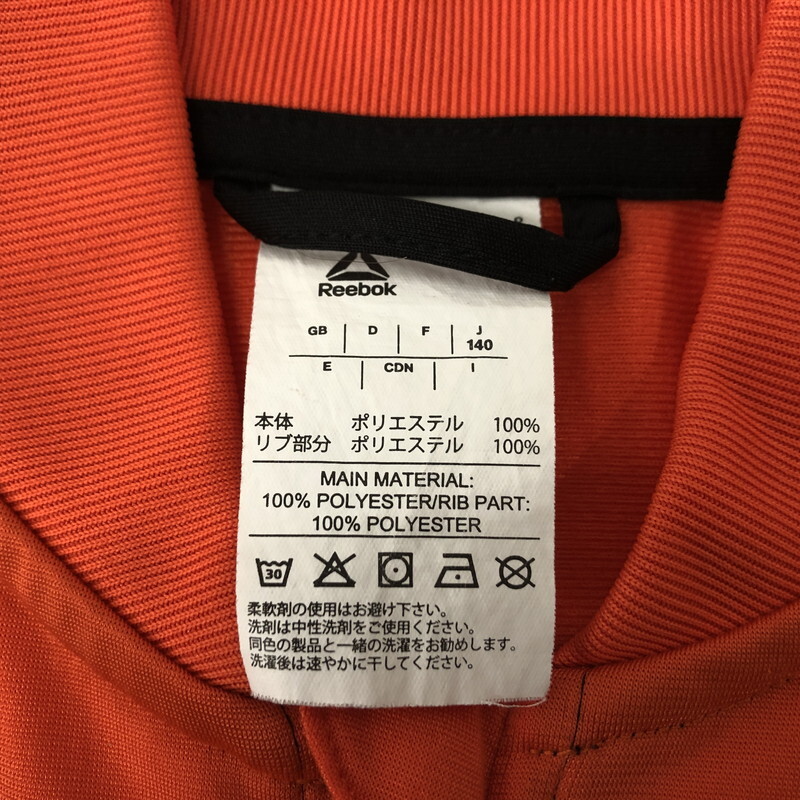 Reebok
GB D F J
140
E CDN I
本体 ポリエステル 100%
リブ部分 ポリエステル 100%
MAIN MATERIAL:
100% POLYESTER/RIB PART:
100% POLYESTER
30
柔軟剤の使用はお避け下さい。
洗剤は中性洗剤をご使用ください。
同色の製品と一緒の洗濯をお勧めします。
洗濯後は速やかに干してください。